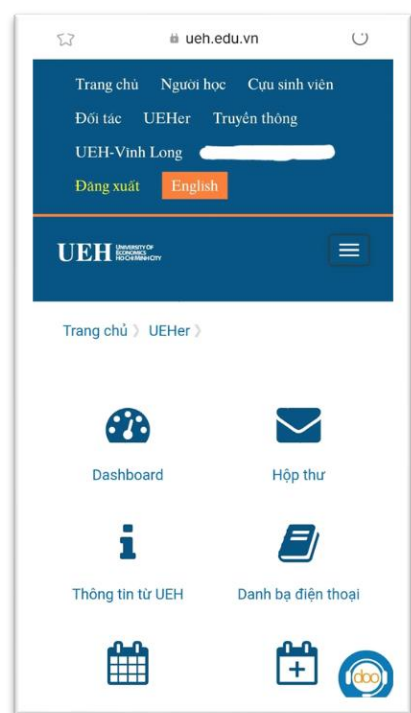 ueh.edu.vn
Trang chủ Người học Cựu sinh viên
Đối tác UEHer Truyền thông
UEH-Vinh Long
Đăng xuất English
UEH UNIVERSITY OF
ECONOMICS
HO CHI MINH CITY
Trang chủ 》 UEHer 》
Dashboard Hộp thư
Thông tin từ UEH Danh bạ điện thoại
doo